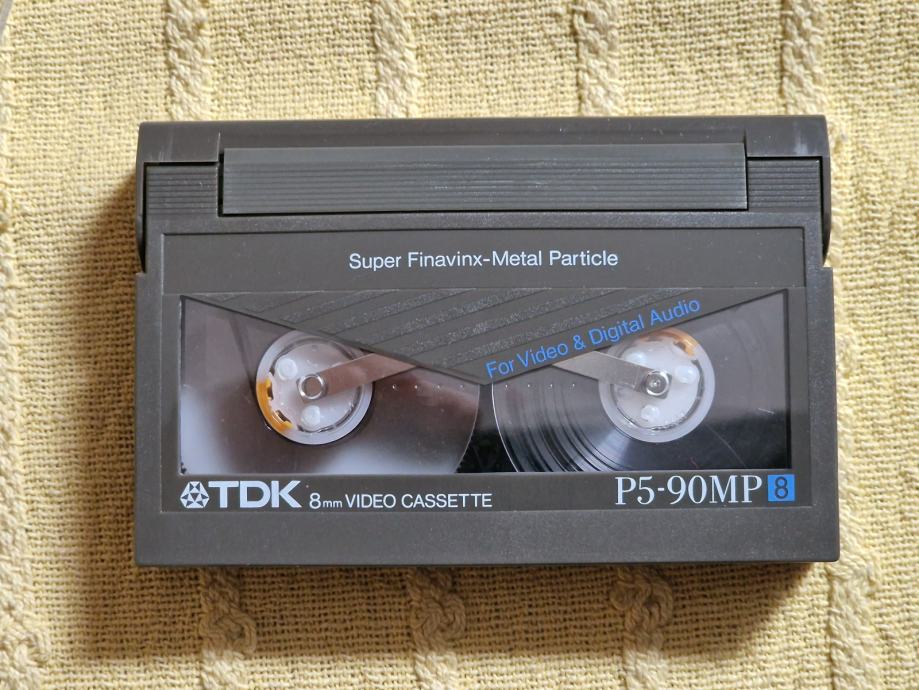 Super Finavinx-Metal Particle
For Video & Digital Audio
TDK 8mm VIDEO CASSETTE
P5-90MP 8